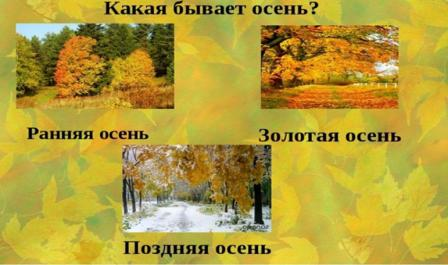 Какая бывает осень?
Ранняя осень
Золотая осень
Поздняя осень